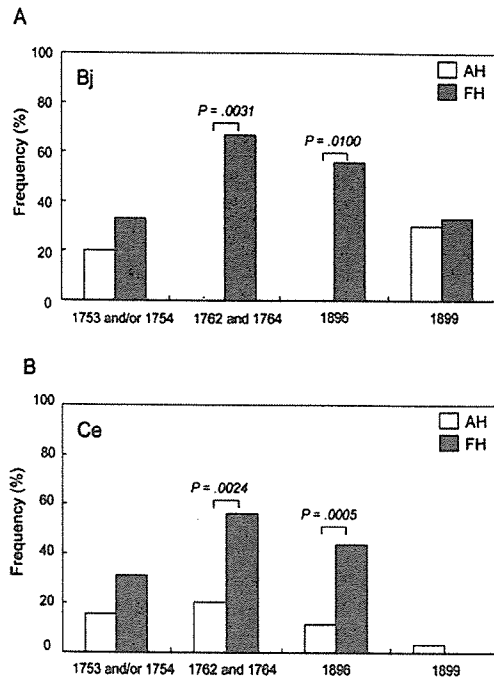 A
100
Bj
AH
FH
80
P = .0031
P = .0100
60
40
20
0
Frequency (%)
1753 and/or 1754 1762 and 1764 1896 1899
B
100
Ce
AH
FH
80
P = .0024
60
P = .0005
40
20
0
Frequency (%)
1753 and/or 1754 1762 and 1764 1896 1899